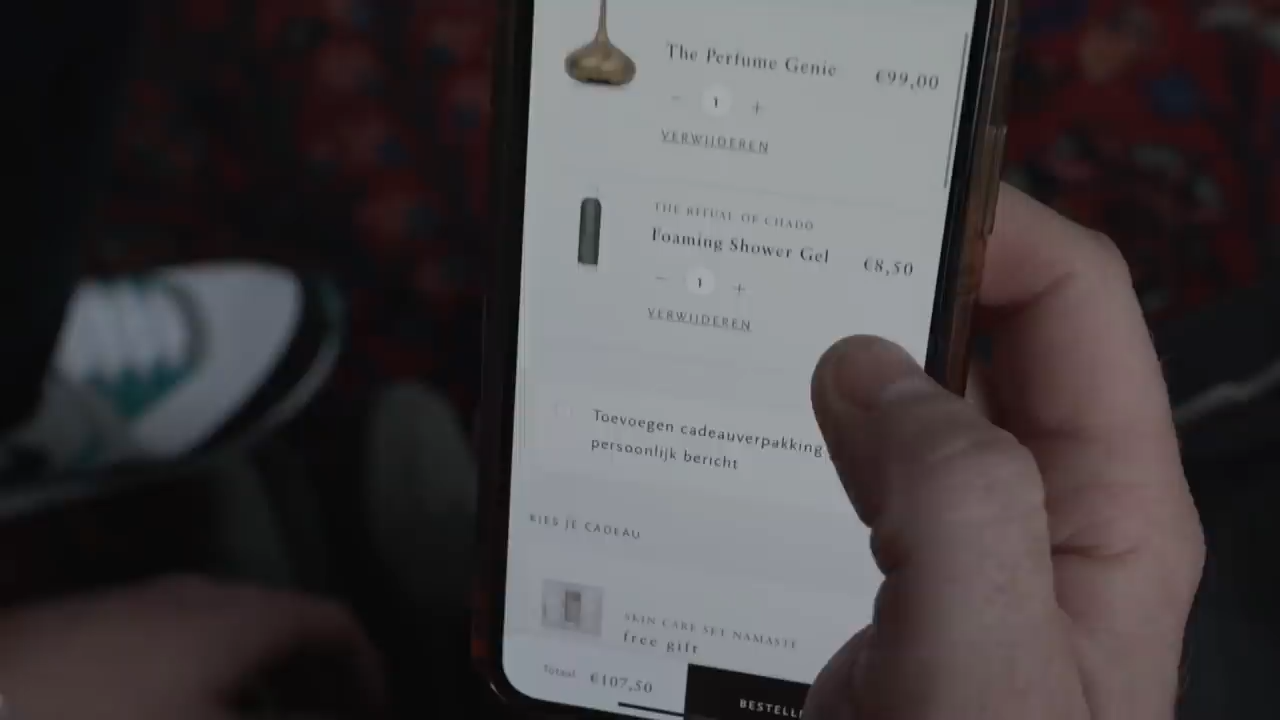 The Perfume Genie
€99,00
− 1 +
VERWIJDEREN
THE RITUAL OF CHADO
Foaming Shower Gel
€8,50
− 1 +
VERWIJDEREN
Toevoegen cadeauverpakking
persoonlijk bericht
KIES JE CADEAU
SKIN CARE SET NAMASTE
free gift
Totaal €107,50